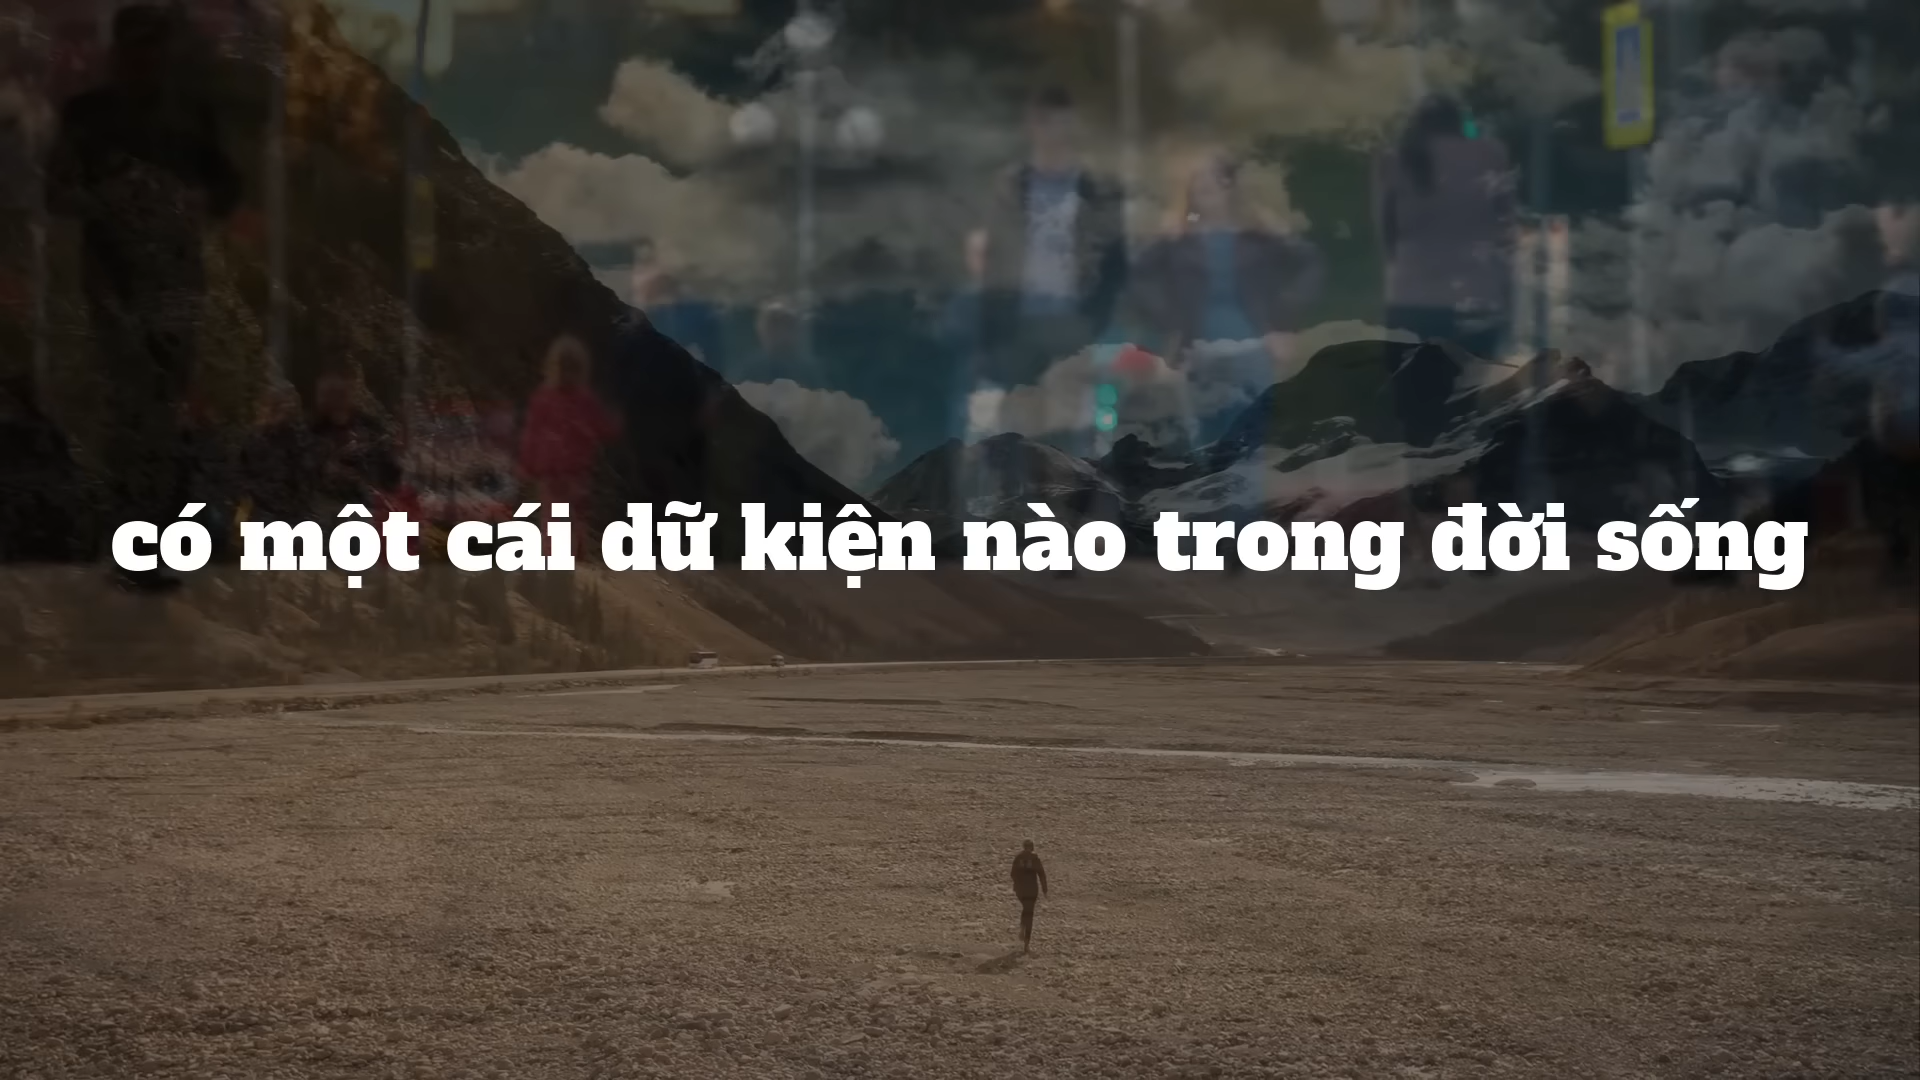 có một cái dữ kiện nào trong đời sống